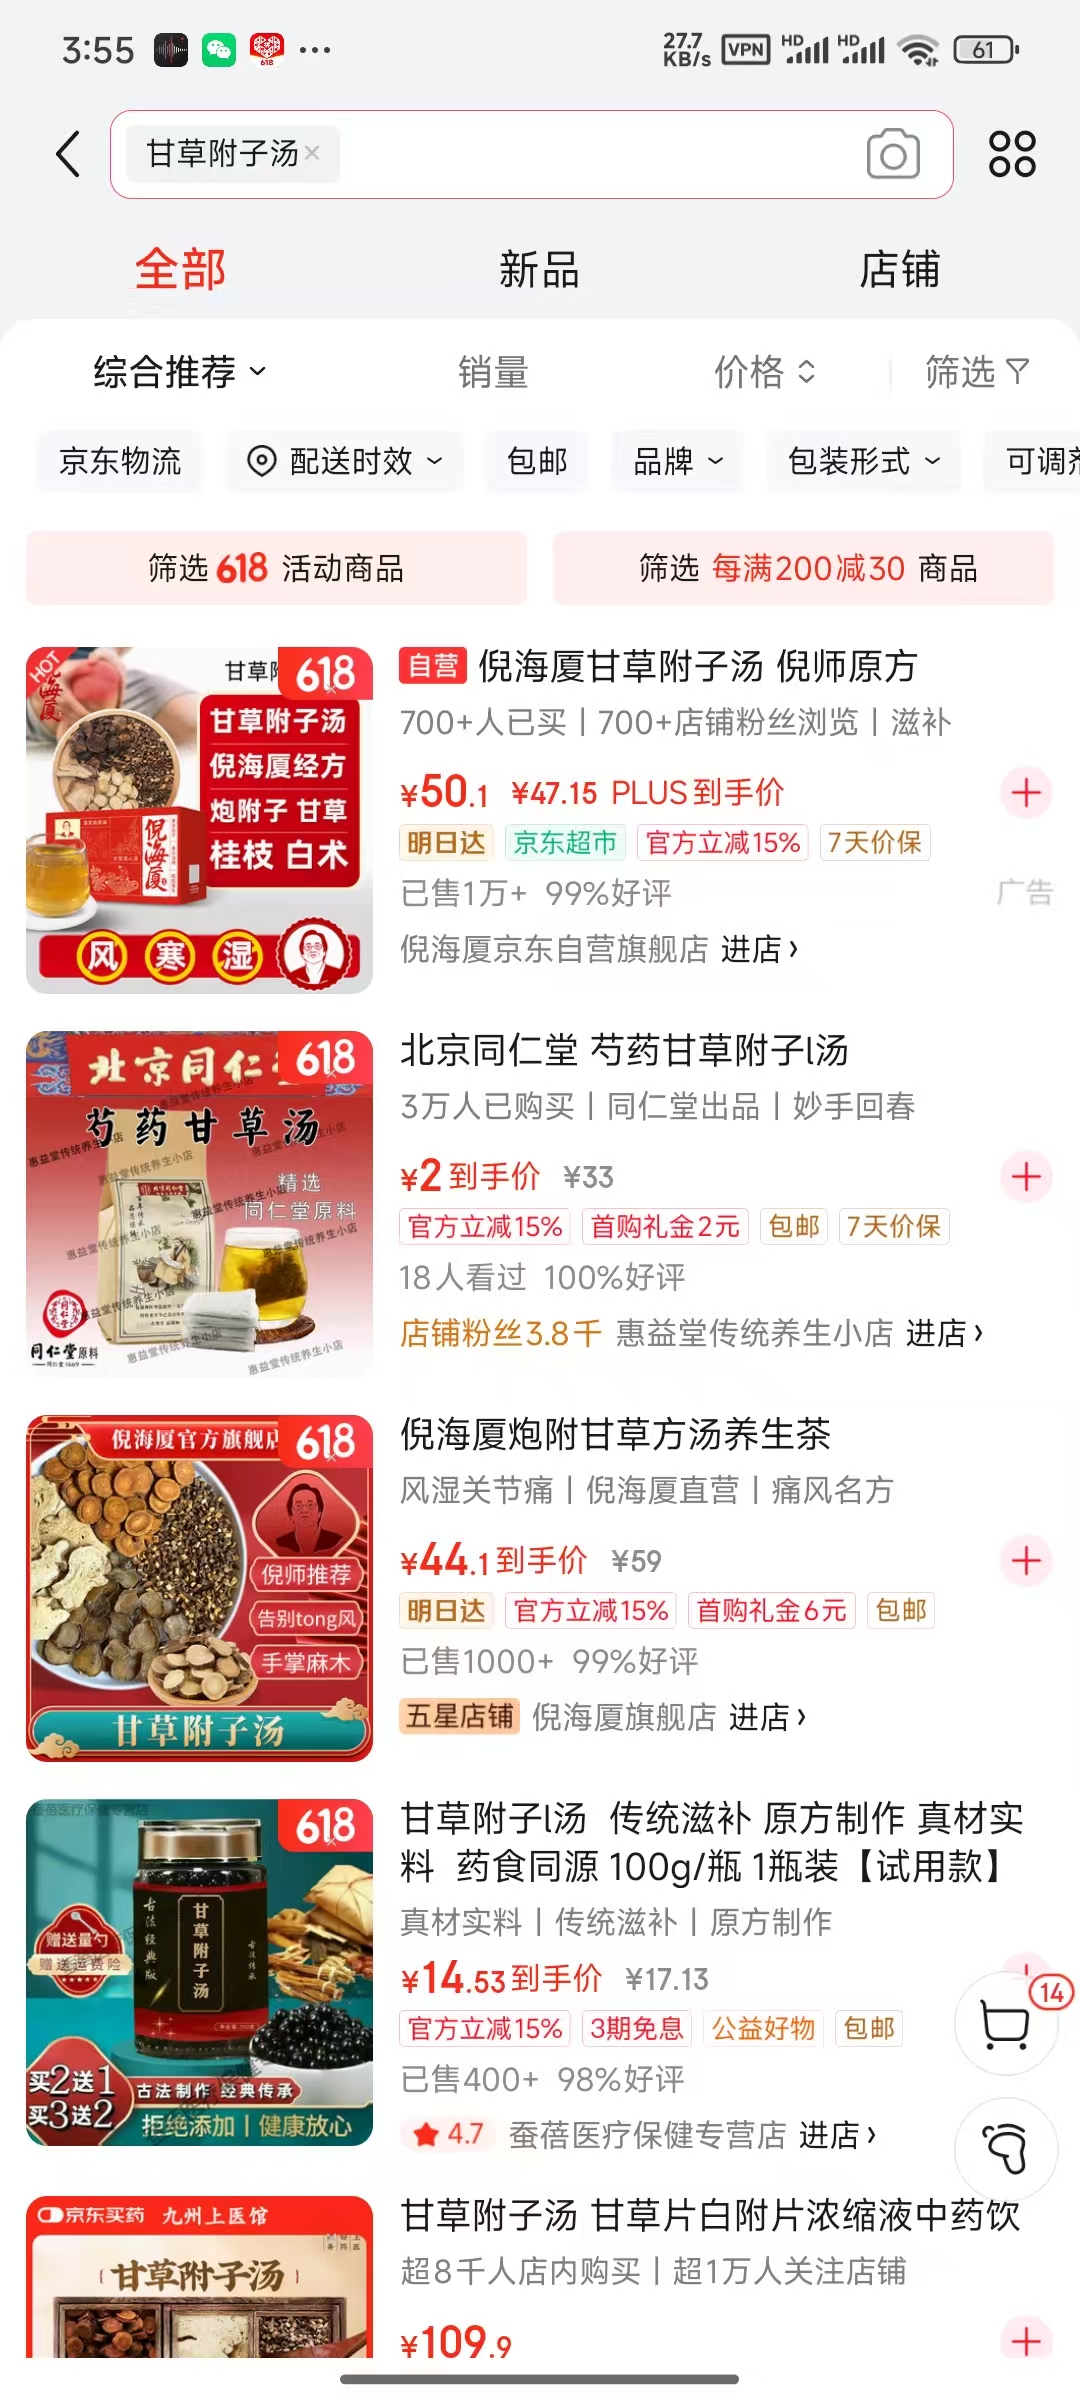 3:55
27.7
KB/s
VPN
HD
HD
61
甘草附子汤
全部
新品
店铺
综合推荐
销量
价格
筛选
京东物流
配送时效
包邮
品牌
包装形式
可调剂
筛选618活动商品
筛选 每满200减30 商品
HOT
618
甘草附子汤
倪海厦经方
炮附子 甘草
桂枝 白术
倪海厦
风 寒 湿
自营 倪海厦甘草附子汤 倪师原方
700+人已买 | 700+店铺粉丝浏览 | 滋补
¥50.1 ¥47.15 PLUS到手价
明日达 京东超市 官方立减15% 7天价保
已售1万+ 99%好评
广告
倪海厦京东自营旗舰店 进店›
北京同仁堂
618
芍药甘草汤
精选
同仁堂原料
惠益堂传统养生小店
同仁堂原料
北京同仁堂 芍药甘草附子l汤
3万人已购买 | 同仁堂出品 | 妙手回春
¥2到手价 ¥33
官方立减15% 首购礼金2元 包邮 7天价保
18人看过 100%好评
店铺粉丝3.8千 惠益堂传统养生小店 进店›
倪海厦官方旗舰店
618
倪师推荐
告别tong风
手掌麻木
甘草附子汤
倪海厦炮附甘草方汤养生茶
风湿关节痛 | 倪海厦直营 | 痛风名方
¥44.1到手价 ¥59
明日达 官方立减15% 首购礼金6元 包邮
已售1000+ 99%好评
五星店铺 倪海厦旗舰店 进店›
618
古法经典版
甘草附子汤
赠送量勺
赠送运费险
买2送1
买3送2
古法制作 经典传承
拒绝添加 | 健康放心
甘草附子l汤 传统滋补 原方制作 真材实
料 药食同源 100g/瓶 1瓶装【试用款】
真材实料 | 传统滋补 | 原方制作
¥14.53到手价 ¥17.13
官方立减15% 3期免息 公益好物 包邮
已售400+ 98%好评
4.7 蚕蓓医疗保健专营店 进店›
14
京东买药 九州上医馆
甘草附子汤
甘草附子汤 甘草片白附片浓缩液中药饮
超8千人店内购买 | 超1万人关注店铺
¥109.9